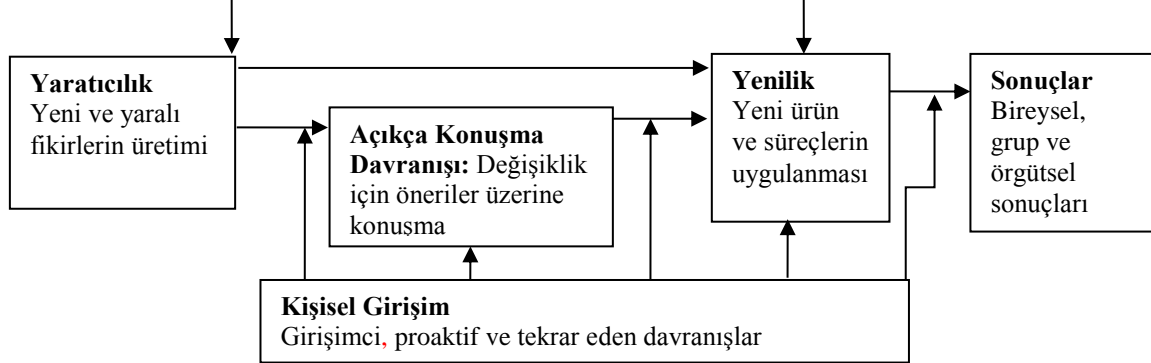 Yaratıcılık
Yeni ve yaralı
fikirlerin üretimi
Açıkça Konuşma
Davranışı: Değişiklik
için öneriler üzerine
konuşma
Yenilik
Yeni ürün
ve süreçlerin
uygulanması
Sonuçlar
Bireysel,
grup ve
örgütsel
sonuçları
Kişisel Girişim
Girişimci, proaktif ve tekrar eden davranışlar